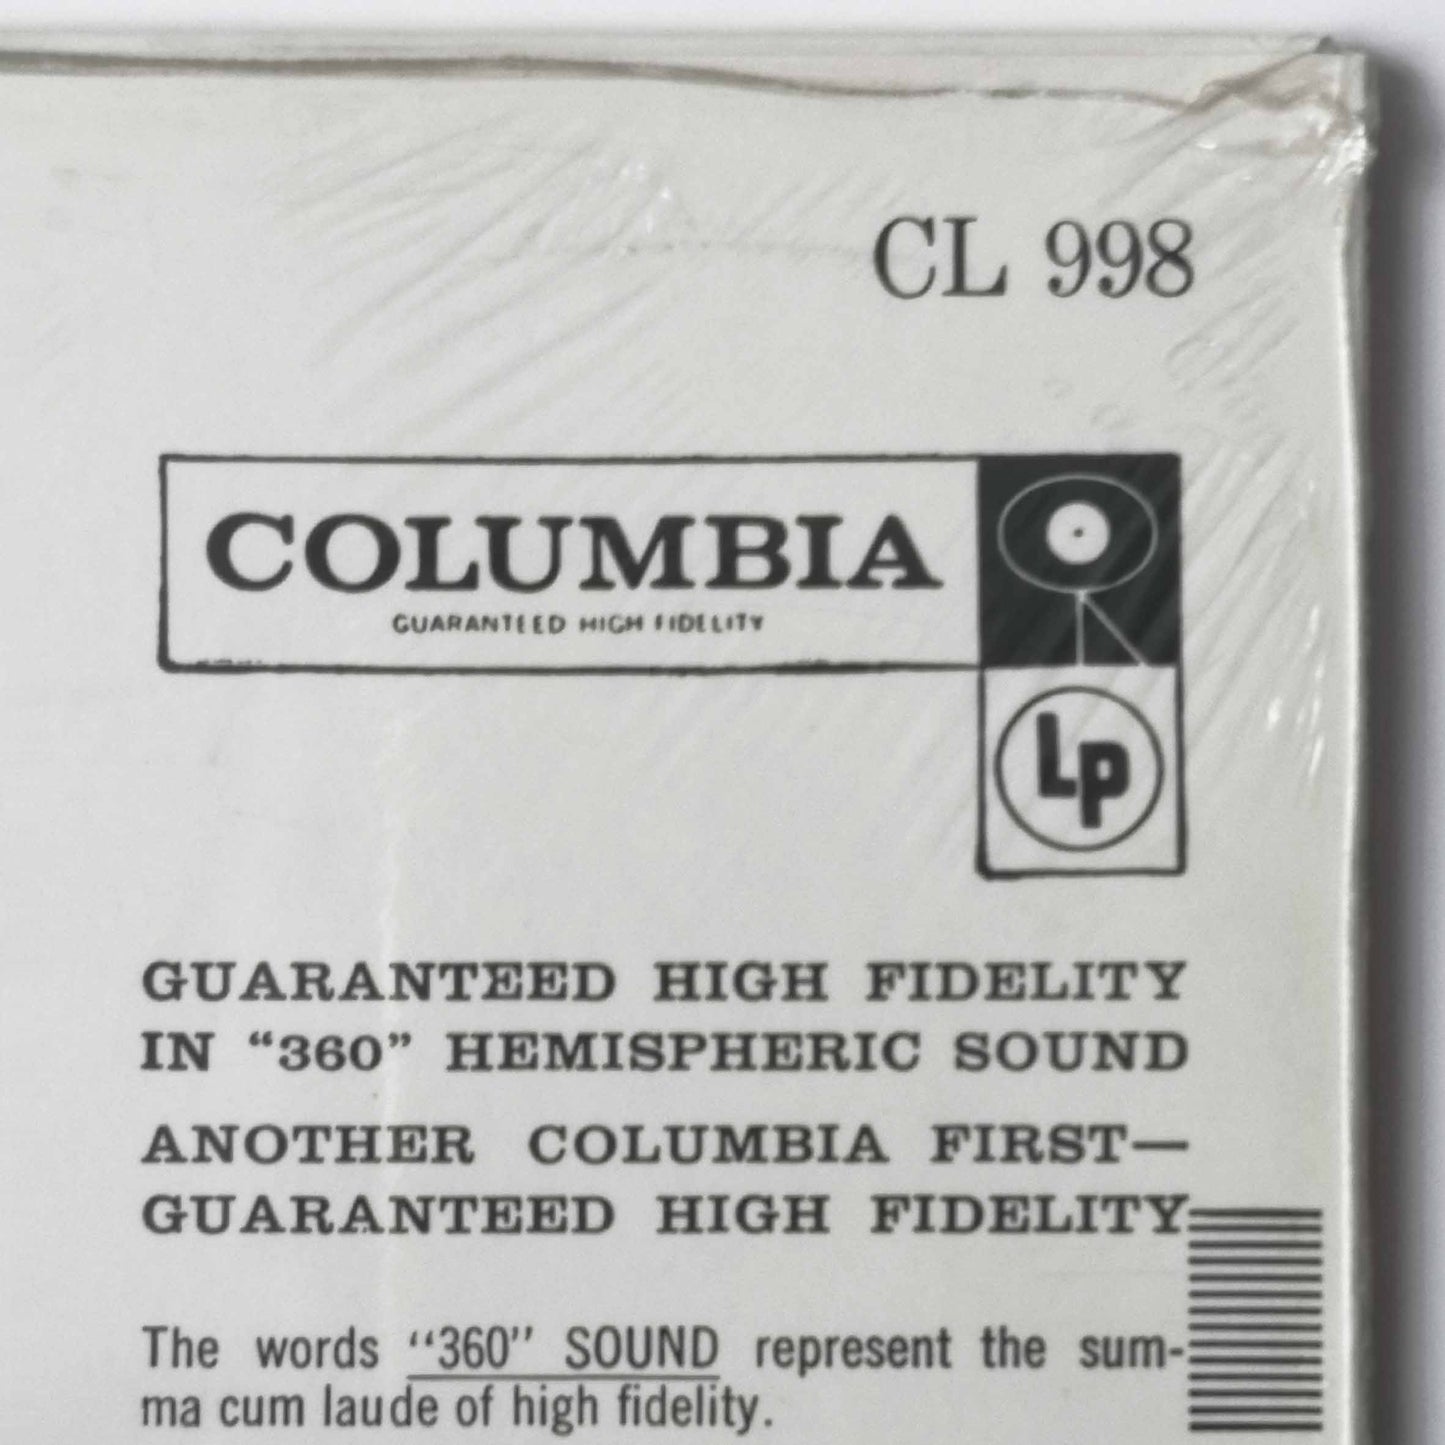 CL 998
COLUMBIA
GUARANTEED HIGH FIDELITY
Lp
GUARANTEED HIGH FIDELITY
IN “360” HEMISPHERIC SOUND
ANOTHER COLUMBIA FIRST—
GUARANTEED HIGH FIDELITY
The words “360” SOUND represent the sum-
ma cum laude of high fidelity.